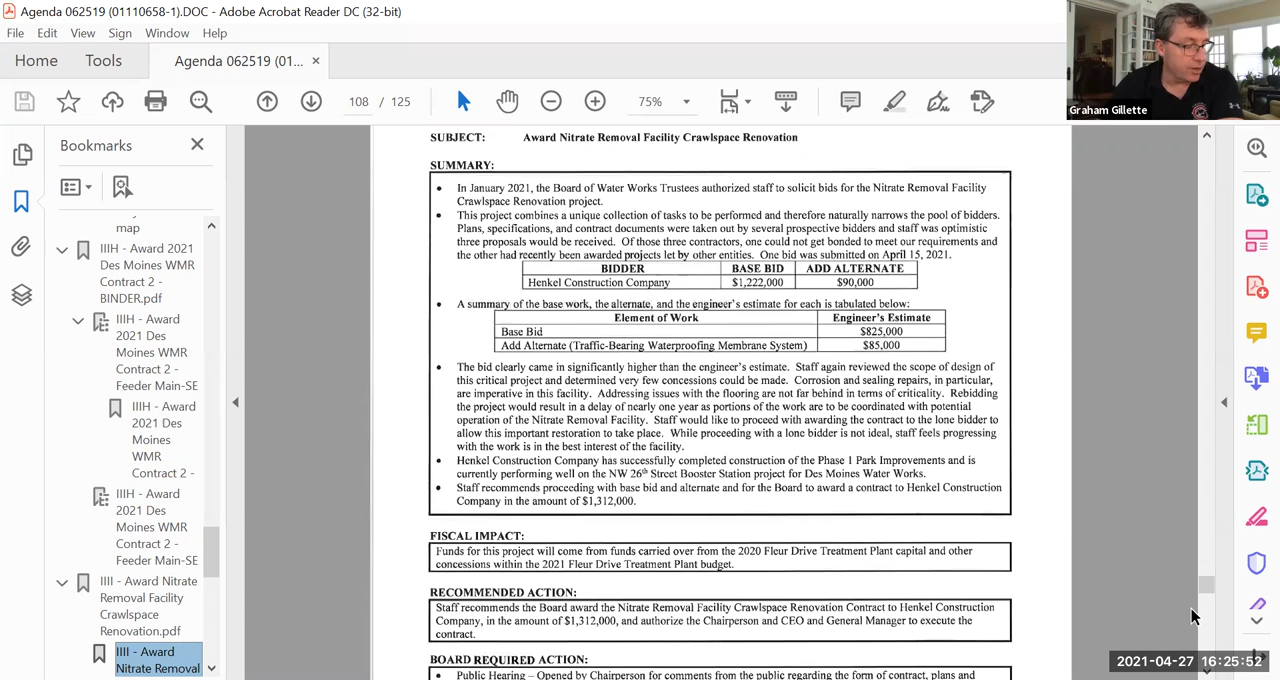 Agenda 062519 (01110658-1).DOC - Adobe Acrobat Reader DC (32-bit)
File Edit View Sign Window Help
Home Tools Agenda 062519 (01... ×
108 / 125 75%
Graham Gillette
Bookmarks
map
IIIH - Award 2021
Des Moines WMR
Contract 2 -
BINDER.pdf
IIIH - Award
2021 Des
Moines WMR
Contract 2 -
Feeder Main-SE
IIIH - Award
2021 Des
Moines
WMR
Contract 2 -
IIIH - Award
2021 Des
Moines WMR
Contract 2 -
Feeder Main-SE
IIII - Award Nitrate
Removal Facility
Crawlspace
Renovation.pdf
IIII - Award
Nitrate Removal
SUBJECT: Award Nitrate Removal Facility Crawlspace Renovation
SUMMARY:
• In January 2021, the Board of Water Works Trustees authorized staff to solicit bids for the Nitrate Removal Facility
Crawlspace Renovation project.
• This project combines a unique collection of tasks to be performed and therefore naturally narrows the pool of bidders.
Plans, specifications, and contract documents were taken out by several prospective bidders and staff was optimistic
three proposals would be received. Of those three contractors, one could not get bonded to meet our requirements and
the other had recently been awarded projects let by other entities. One bid was submitted on April 15, 2021.
BIDDER BASE BID ADD ALTERNATE
Henkel Construction Company $1,222,000 $90,000
• A summary of the base work, the alternate, and the engineer's estimate for each is tabulated below:
Element of Work Engineer's Estimate
Base Bid $825,000
Add Alternate (Traffic-Bearing Waterproofing Membrane System) $85,000
• The bid clearly came in significantly higher than the engineer's estimate. Staff again reviewed the scope of design of
this critical project and determined very few concessions could be made. Corrosion and sealing repairs, in particular,
are imperative in this facility. Addressing issues with the flooring are not far behind in terms of criticality. Rebidding
the project would result in a delay of nearly one year as portions of the work are to be coordinated with potential
operation of the Nitrate Removal Facility. Staff would like to proceed with awarding the contract to the lone bidder to
allow this important restoration to take place. While proceeding with a lone bidder is not ideal, staff feels progressing
with the work is in the best interest of the facility.
• Henkel Construction Company has successfully completed construction of the Phase 1 Park Improvements and is
currently performing well on the NW 26th Street Booster Station project for Des Moines Water Works.
• Staff recommends proceeding with base bid and alternate and for the Board to award a contract to Henkel Construction
Company in the amount of $1,312,000.
FISCAL IMPACT:
Funds for this project will come from funds carried over from the 2020 Fleur Drive Treatment Plant capital and other
concessions within the 2021 Fleur Drive Treatment Plant budget.
RECOMMENDED ACTION:
Staff recommends the Board award the Nitrate Removal Facility Crawlspace Renovation Contract to Henkel Construction
Company, in the amount of $1,312,000, and authorize the Chairperson and CEO and General Manager to execute the
contract.
BOARD REQUIRED ACTION:
• Public Hearing – Opened by Chairperson for comments from the public regarding the form of contract, plans and
2021-04-27 16:25:52